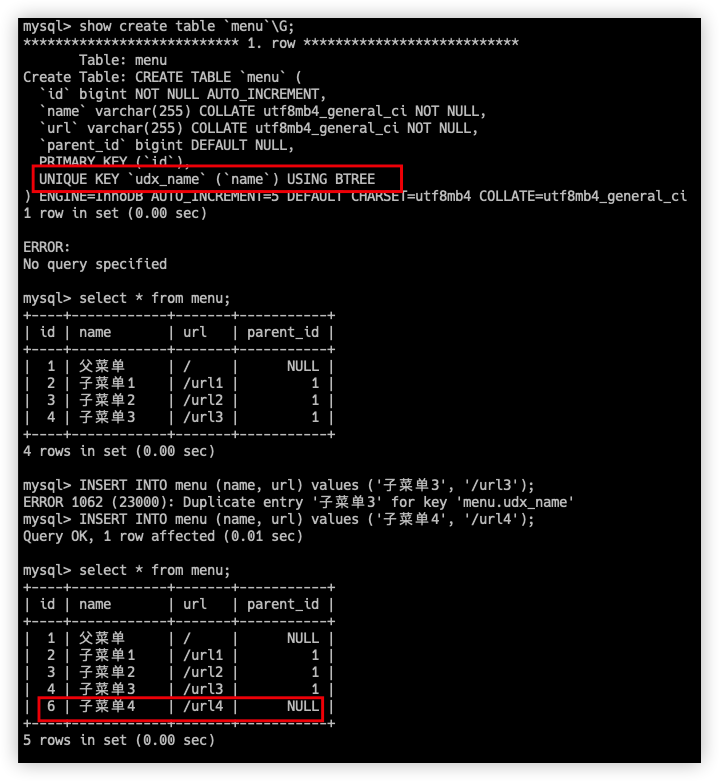 mysql> show create table `menu`\G;
*************************** 1. row ***************************
       Table: menu
Create Table: CREATE TABLE `menu` (
  `id` bigint NOT NULL AUTO_INCREMENT,
  `name` varchar(255) COLLATE utf8mb4_general_ci NOT NULL,
  `url` varchar(255) COLLATE utf8mb4_general_ci NOT NULL,
  `parent_id` bigint DEFAULT NULL,
  PRIMARY KEY (`id`),
  UNIQUE KEY `udx_name` (`name`) USING BTREE
) ENGINE=InnoDB AUTO_INCREMENT=5 DEFAULT CHARSET=utf8mb4 COLLATE=utf8mb4_general_ci
1 row in set (0.00 sec)

ERROR:
No query specified

mysql> select * from menu;
+----+------------+-------+-----------+
| id | name       | url   | parent_id |
+----+------------+-------+-----------+
|  1 | 父菜单     | /     |      NULL |
|  2 | 子菜单1    | /url1 |         1 |
|  3 | 子菜单2    | /url2 |         1 |
|  4 | 子菜单3    | /url3 |         1 |
+----+------------+-------+-----------+
4 rows in set (0.00 sec)

mysql> INSERT INTO menu (name, url) values ('子菜单3', '/url3');
ERROR 1062 (23000): Duplicate entry '子菜单3' for key 'menu.udx_name'
mysql> INSERT INTO menu (name, url) values ('子菜单4', '/url4');
Query OK, 1 row affected (0.01 sec)

mysql> select * from menu;
+----+------------+-------+-----------+
| id | name       | url   | parent_id |
+----+------------+-------+-----------+
|  1 | 父菜单     | /     |      NULL |
|  2 | 子菜单1    | /url1 |         1 |
|  3 | 子菜单2    | /url2 |         1 |
|  4 | 子菜单3    | /url3 |         1 |
|  6 | 子菜单4    | /url4 |      NULL |
+----+------------+-------+-----------+
5 rows in set (0.00 sec)